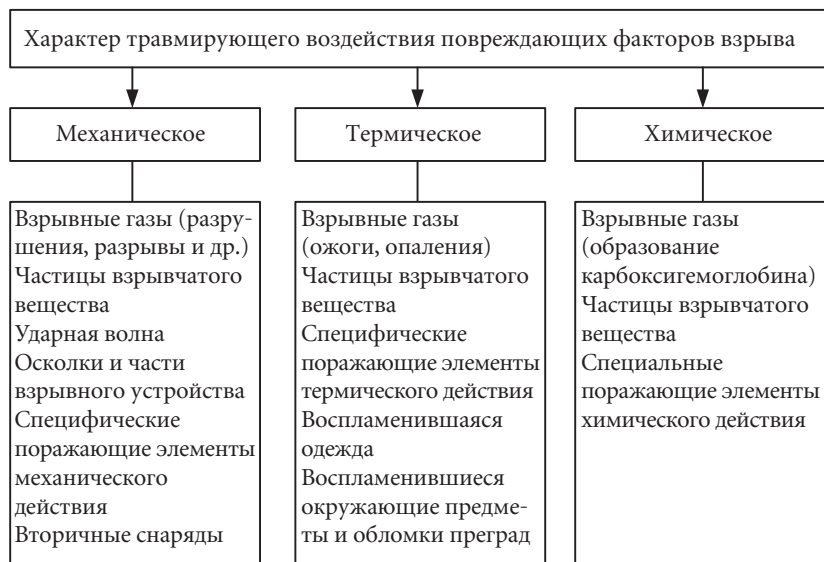 Характер травмирующего воздействия повреждающих факторов взрыва
Механическое
Термическое
Химическое
Взрывные газы (разру-
шения, разрывы и др.)
Частицы взрывчатого
вещества
Ударная волна
Осколки и части
взрывного устройства
Специфические
поражающие элементы
механического
действия
Вторичные снаряды
Взрывные газы
(ожоги, опаления)
Частицы взрывчатого
вещества
Специфические
поражающие элементы
термического действия
Воспламенившаяся
одежда
Воспламенившиеся
окружающие предме-
ты и обломки преград
Взрывные газы
(образование
карбоксигемоглобина)
Частицы взрывчатого
вещества
Специальные
поражающие элементы
химического действия